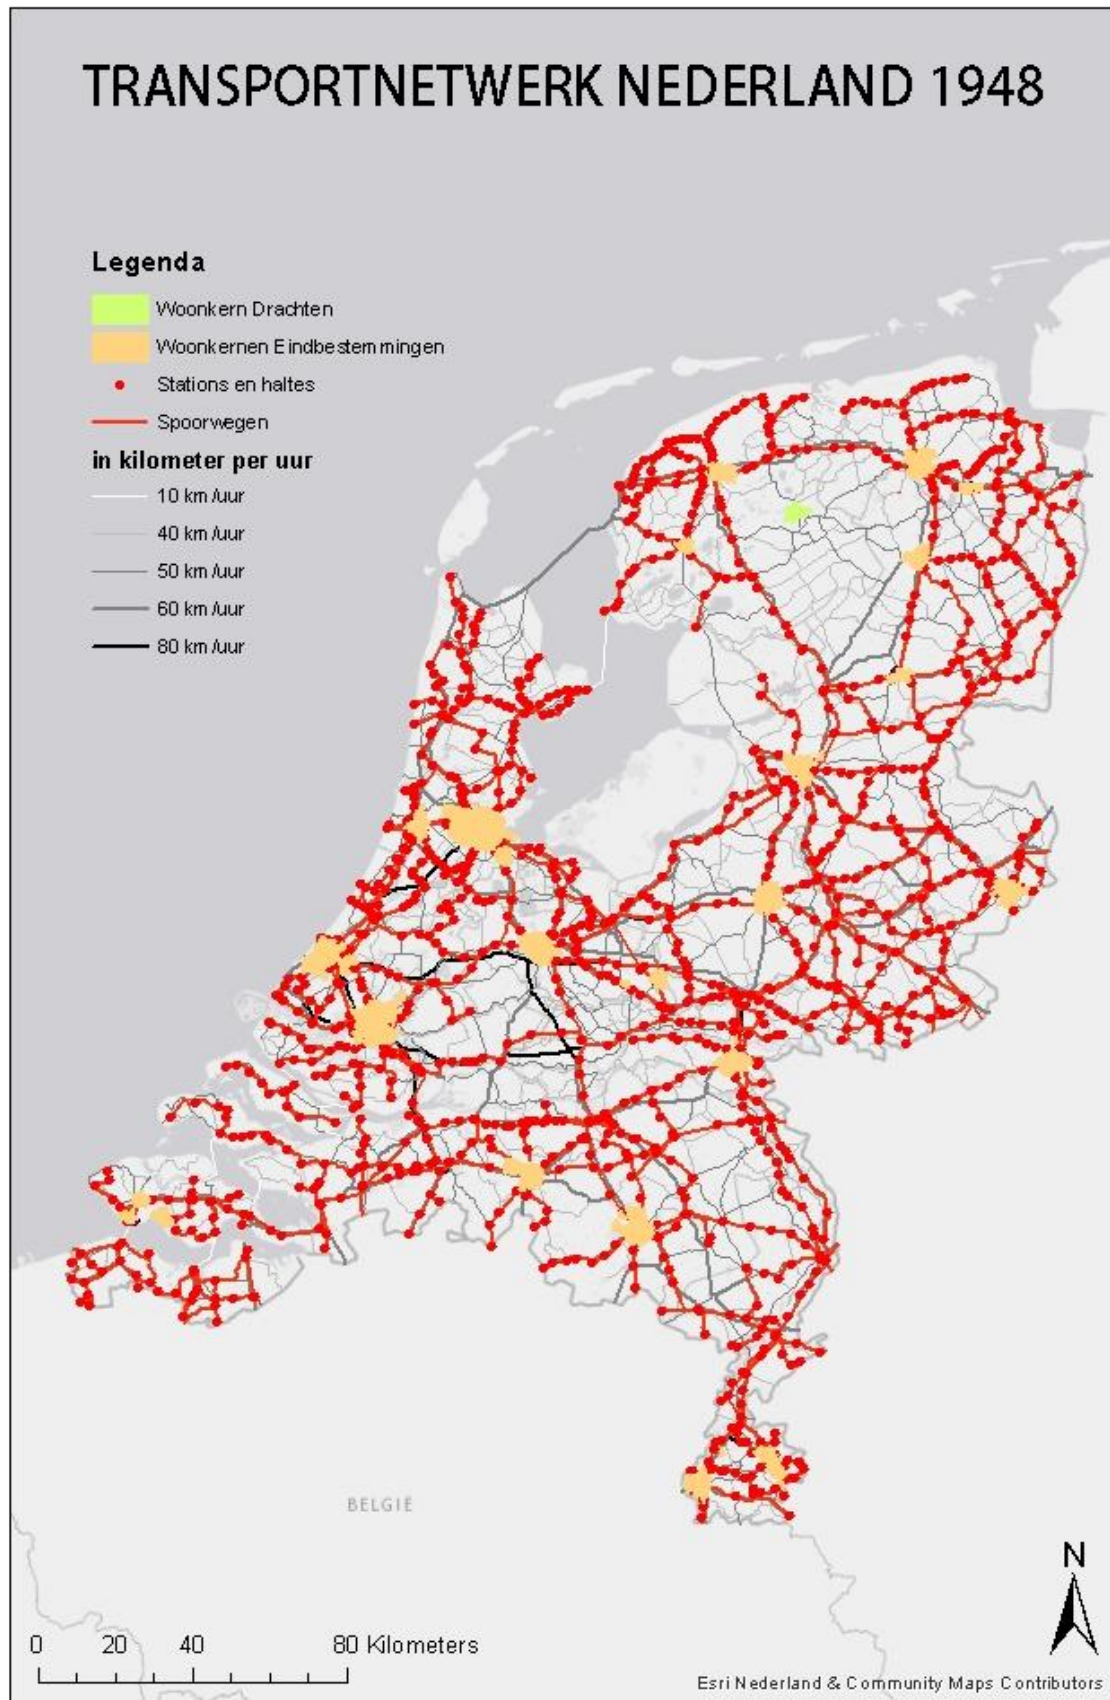 TRANSPORTNETWERK NEDERLAND 1948
Legenda
Woonkern Drachten
Woonkernen Eindbestemmingen
Stations en haltes
Spoorwegen
in kilometer per uur
10 km/uur
40 km/uur
50 km/uur
60 km/uur
80 km/uur
BELGIË
N
0 20 40 80 Kilometers
Esri Nederland & Community Maps Contributors